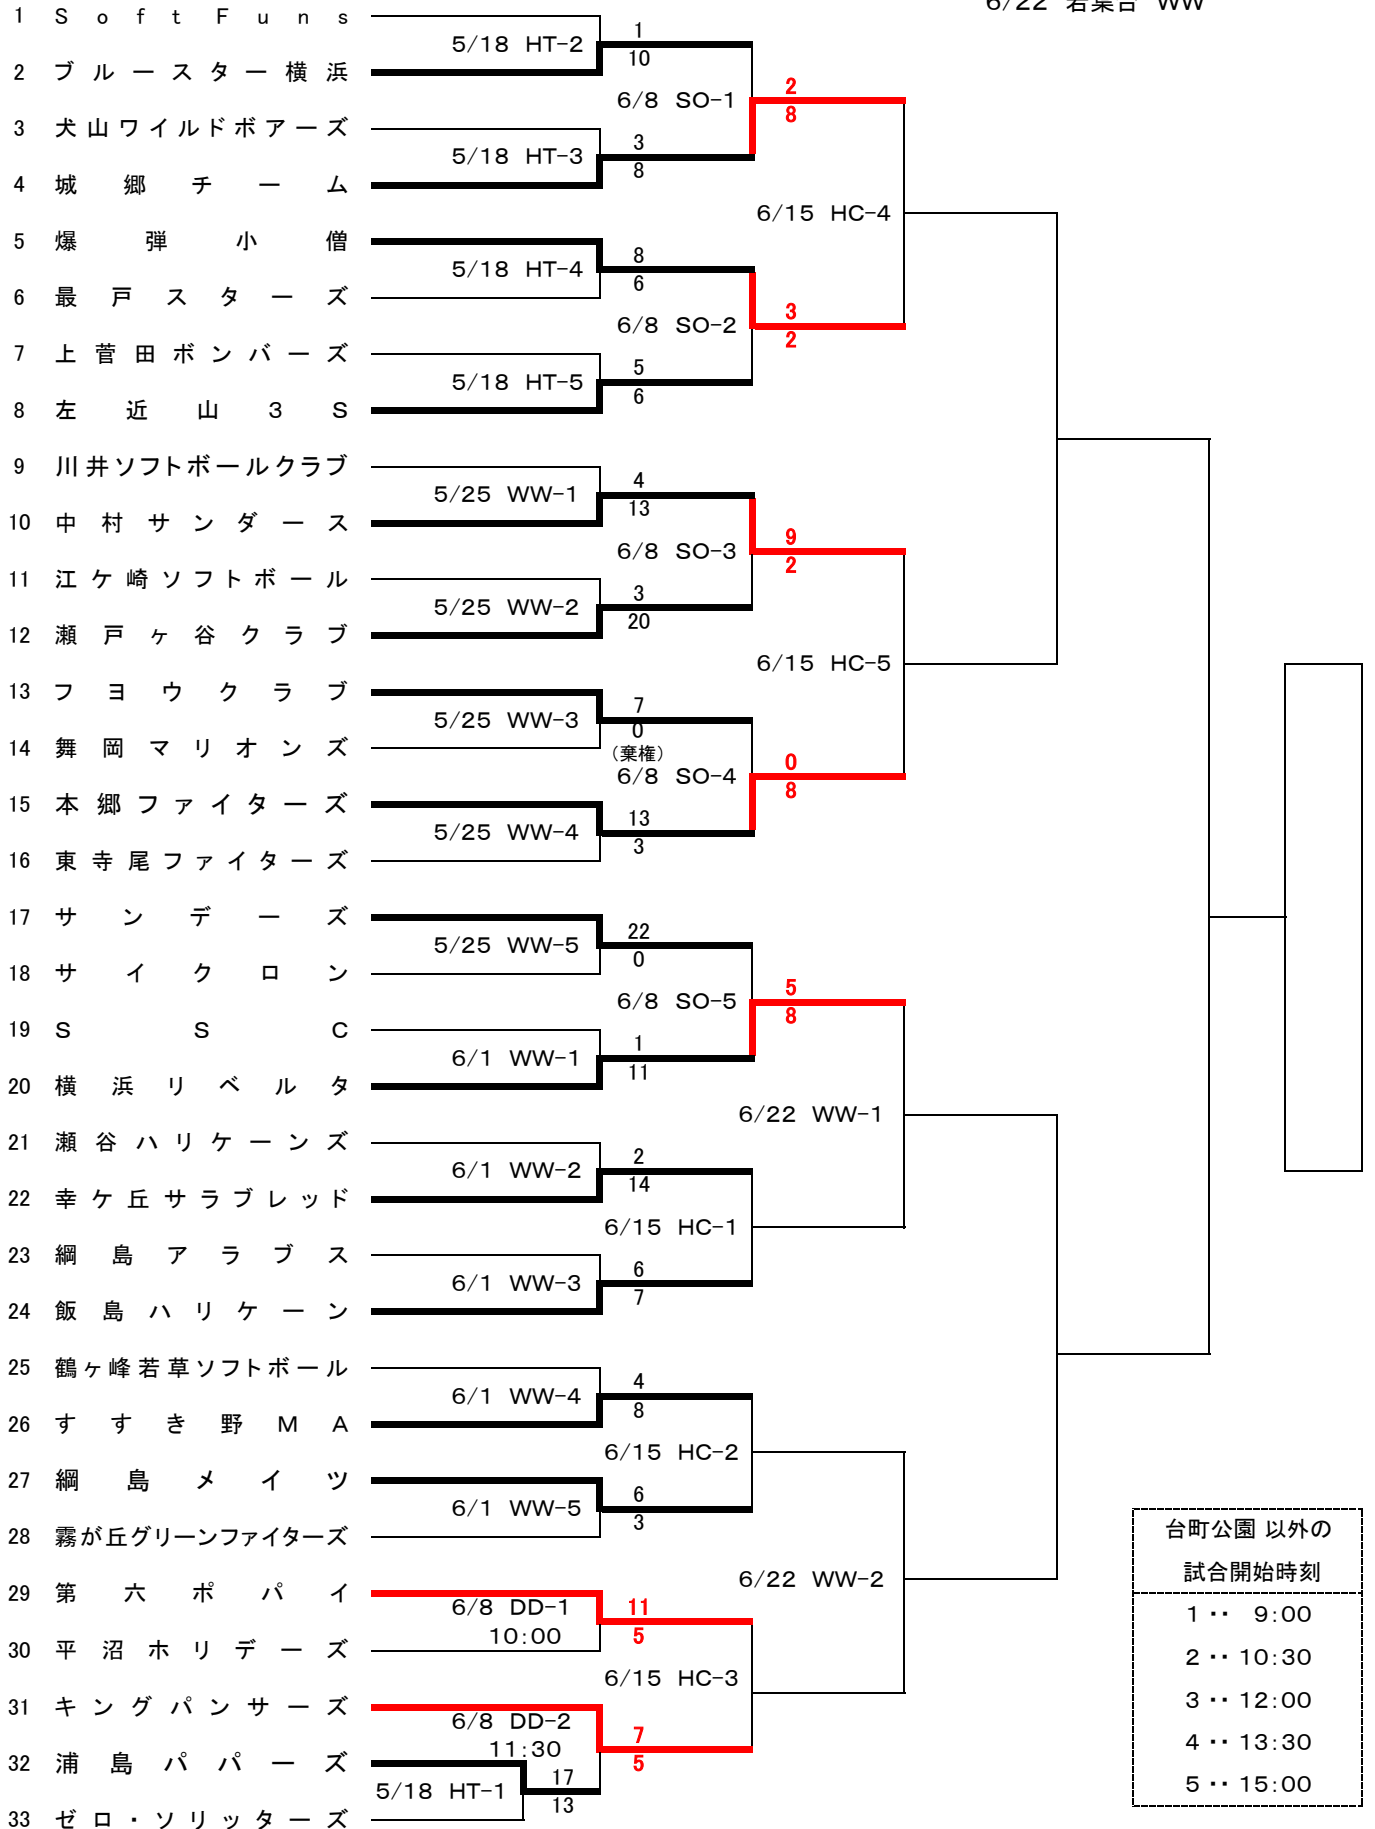 6/22 若葉台 WW
1 Soft Funs
5/18 HT-2
1
10
2 ブルースター横浜
6/8 SO-1
2
8
3 犬山ワイルドボアーズ
5/18 HT-3
3
8
4 城郷チーム
6/15 HC-4
5 爆弾小僧
5/18 HT-4
8
6
6 最戸スターズ
6/8 SO-2
3
2
7 上菅田ボンバーズ
5/18 HT-5
5
6
8 左近山3S
9 川井ソフトボールクラブ
5/25 WW-1
4
13
10 中村サンダース
6/8 SO-3
9
2
11 江ケ崎ソフトボール
5/25 WW-2
3
20
12 瀬戸ヶ谷クラブ
6/15 HC-5
13 フヨウクラブ
5/25 WW-3
7
0
(棄権)
14 舞岡マリオンズ
6/8 SO-4
0
8
15 本郷ファイターズ
5/25 WW-4
13
3
16 東寺尾ファイターズ
17 サンデーズ
5/25 WW-5
22
0
18 サイクロン
6/8 SO-5
5
8
19 SSC
6/1 WW-1
1
11
20 横浜リベルタ
6/22 WW-1
21 瀬谷ハリケーンズ
6/1 WW-2
2
14
22 幸ケ丘サラブレッド
6/15 HC-1
23 綱島アラブス
6/1 WW-3
6
7
24 飯島ハリケーン
25 鶴ヶ峰若草ソフトボール
6/1 WW-4
4
8
26 すすき野MA
6/15 HC-2
27 綱島メイツ
6/1 WW-5
6
3
28 霧が丘グリーンファイターズ
6/22 WW-2
29 第六ポパイ
6/8 DD-1
10:00
11
5
30 平沼ホリデーズ
6/15 HC-3
31 キングパンサーズ
6/8 DD-2
11:30
7
5
32 浦島パパーズ
5/18 HT-1
17
13
33 ゼロ・ソリッターズ
台町公園 以外の
試合開始時刻
1 ・・ 9:00
2 ・・ 10:30
3 ・・ 12:00
4 ・・ 13:30
5 ・・ 15:00